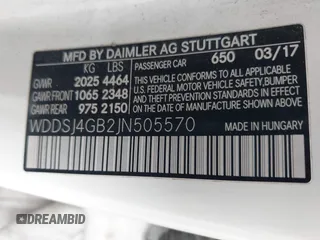 MFD BY DAIMLER AG STUTTGART
KG LBS PASSENGER CAR 650 03/17
GVWR 2025 4464 THIS VEHICLE CONFORMS TO ALL APPLICABLE
GAWR FRONT 1065 2348 U.S. FEDERAL MOTOR VEHICLE SAFETY, BUMPER,
GAWR REAR 975 2150 AND THEFT PREVENTION STANDARDS IN EFFECT
ON THE DATE OF MANUFACTURE SHOWN ABOVE.
WDDSJ4GB2JN505570 MADE IN HUNGARY
DREAMBID
DREAMBID.COM